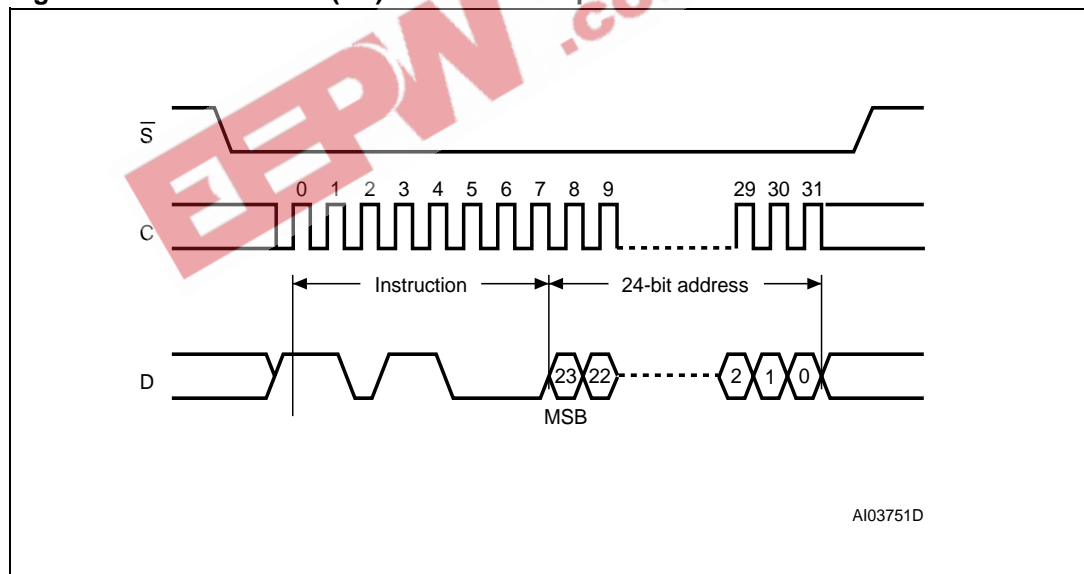 EEPW.co
S
0 1 2 3 4 5 6 7 8 9 29 30 31
C
Instruction 24-bit address
D 23 22 2 1 0
MSB
AI03751D